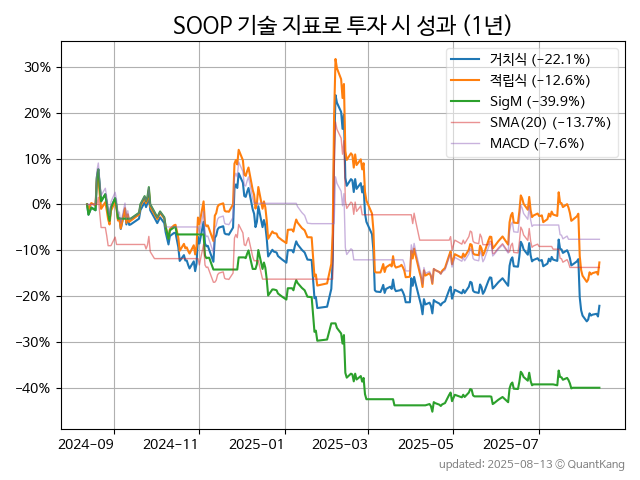 SOOP 기술 지표로 투자 시 성과 (1년)
거치식 (−22.1%)
적립식 (−12.6%)
SigM (−39.9%)
SMA(20) (−13.7%)
MACD (−7.6%)
30%
20%
10%
0%
−10%
−20%
−30%
−40%
2024-09
2024-11
2025-01
2025-03
2025-05
2025-07
updated: 2025-08-13 ⓒ QuantKang